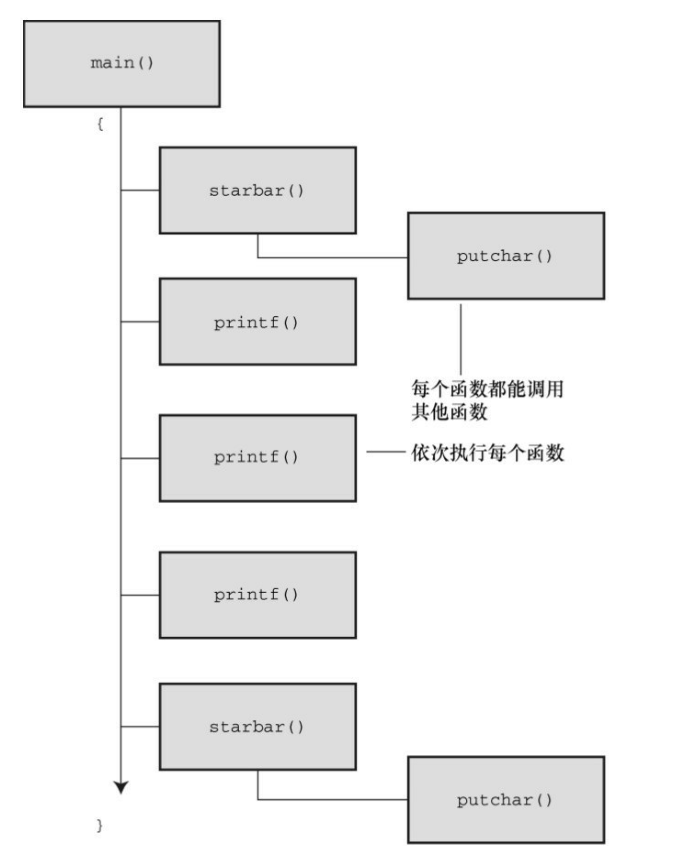 main()
{
starbar()
putchar()
printf()
每个函数都能调用
其他函数
printf()
依次执行每个函数
printf()
starbar()
putchar()
}